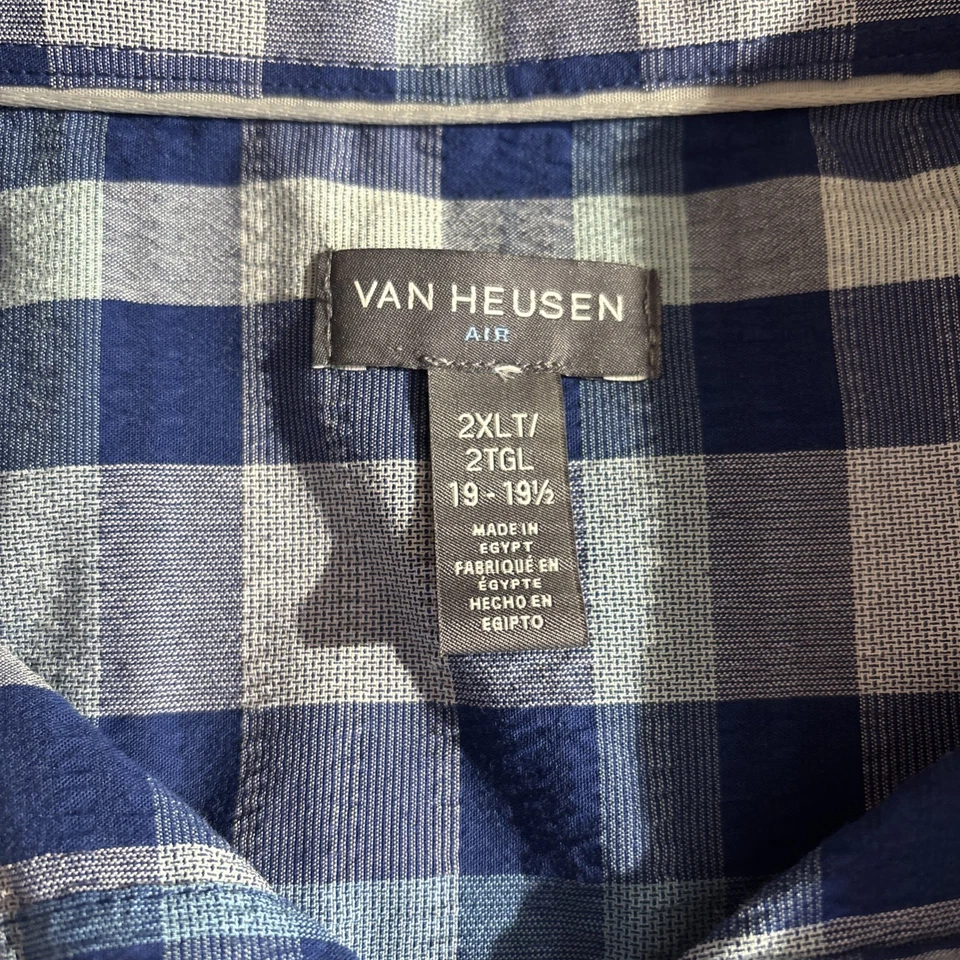 VAN HEUSEN
AIR
2XLT/
2TGL
19 - 19½
MADE IN
EGYPT
FABRIQUÉ EN
ÉGYPTE
HECHO EN
EGIPTO